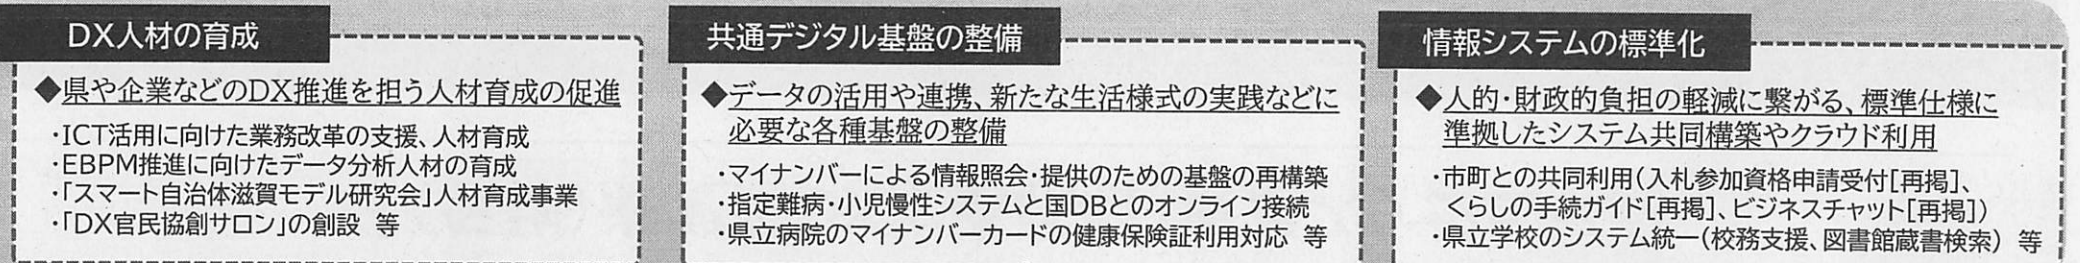 DX人材の育成
◆県や企業などのDX推進を担う人材育成の促進
・ICT活用に向けた業務改革の支援、人材育成
・EBPM推進に向けたデータ分析人材の育成
・「スマート自治体滋賀モデル研究会」人材育成事業
・「DX官民協創サロン」の創設 等
共通デジタル基盤の整備
◆データの活用や連携、新たな生活様式の実践などに
必要な各種基盤の整備
・マイナンバーによる情報照会・提供のための基盤の再構築
・指定難病・小児慢性システムと国DBとのオンライン接続
・県立病院のマイナンバーカードの健康保険証利用対応 等
情報システムの標準化
◆人的・財政的負担の軽減に繋がる、標準仕様に
準拠したシステム共同構築やクラウド利用
・市町との共同利用(入札参加資格申請受付[再掲]、
くらしの手続ガイド[再掲]、ビジネスチャット[再掲])
・県立学校のシステム統一(校務支援、図書館蔵書検索) 等